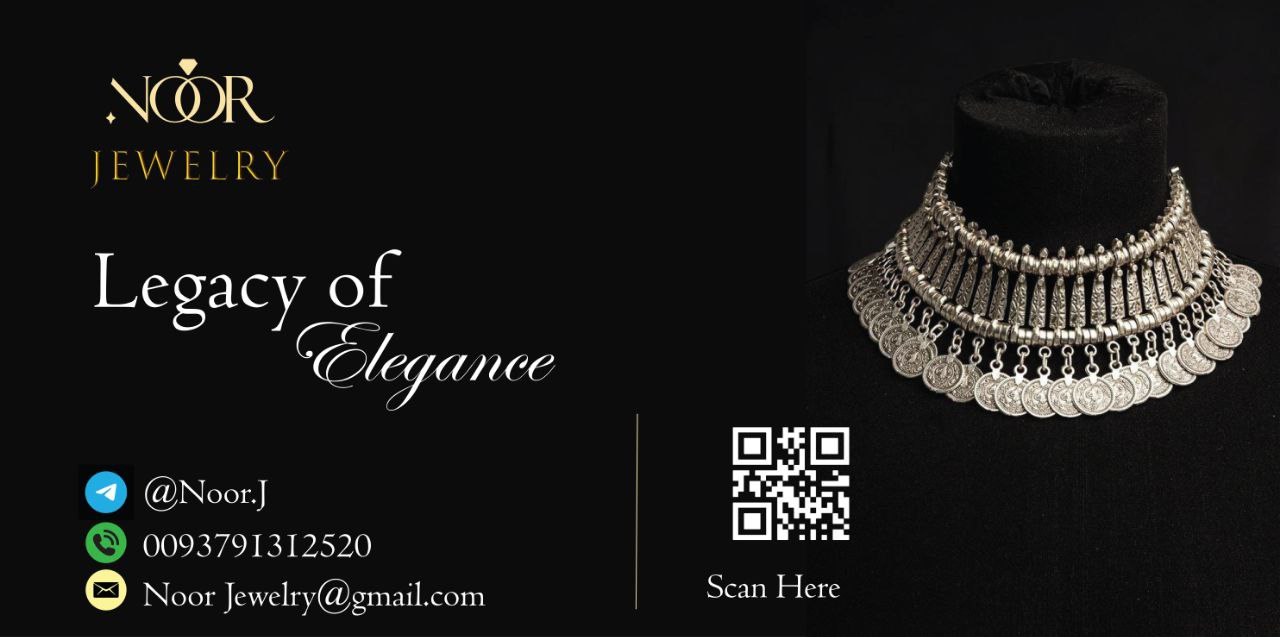 NOOR
JEWELRY
Legacy of
Elegance
@Noor.J
0093791312520
Noor Jewelry@gmail.com
Scan Here